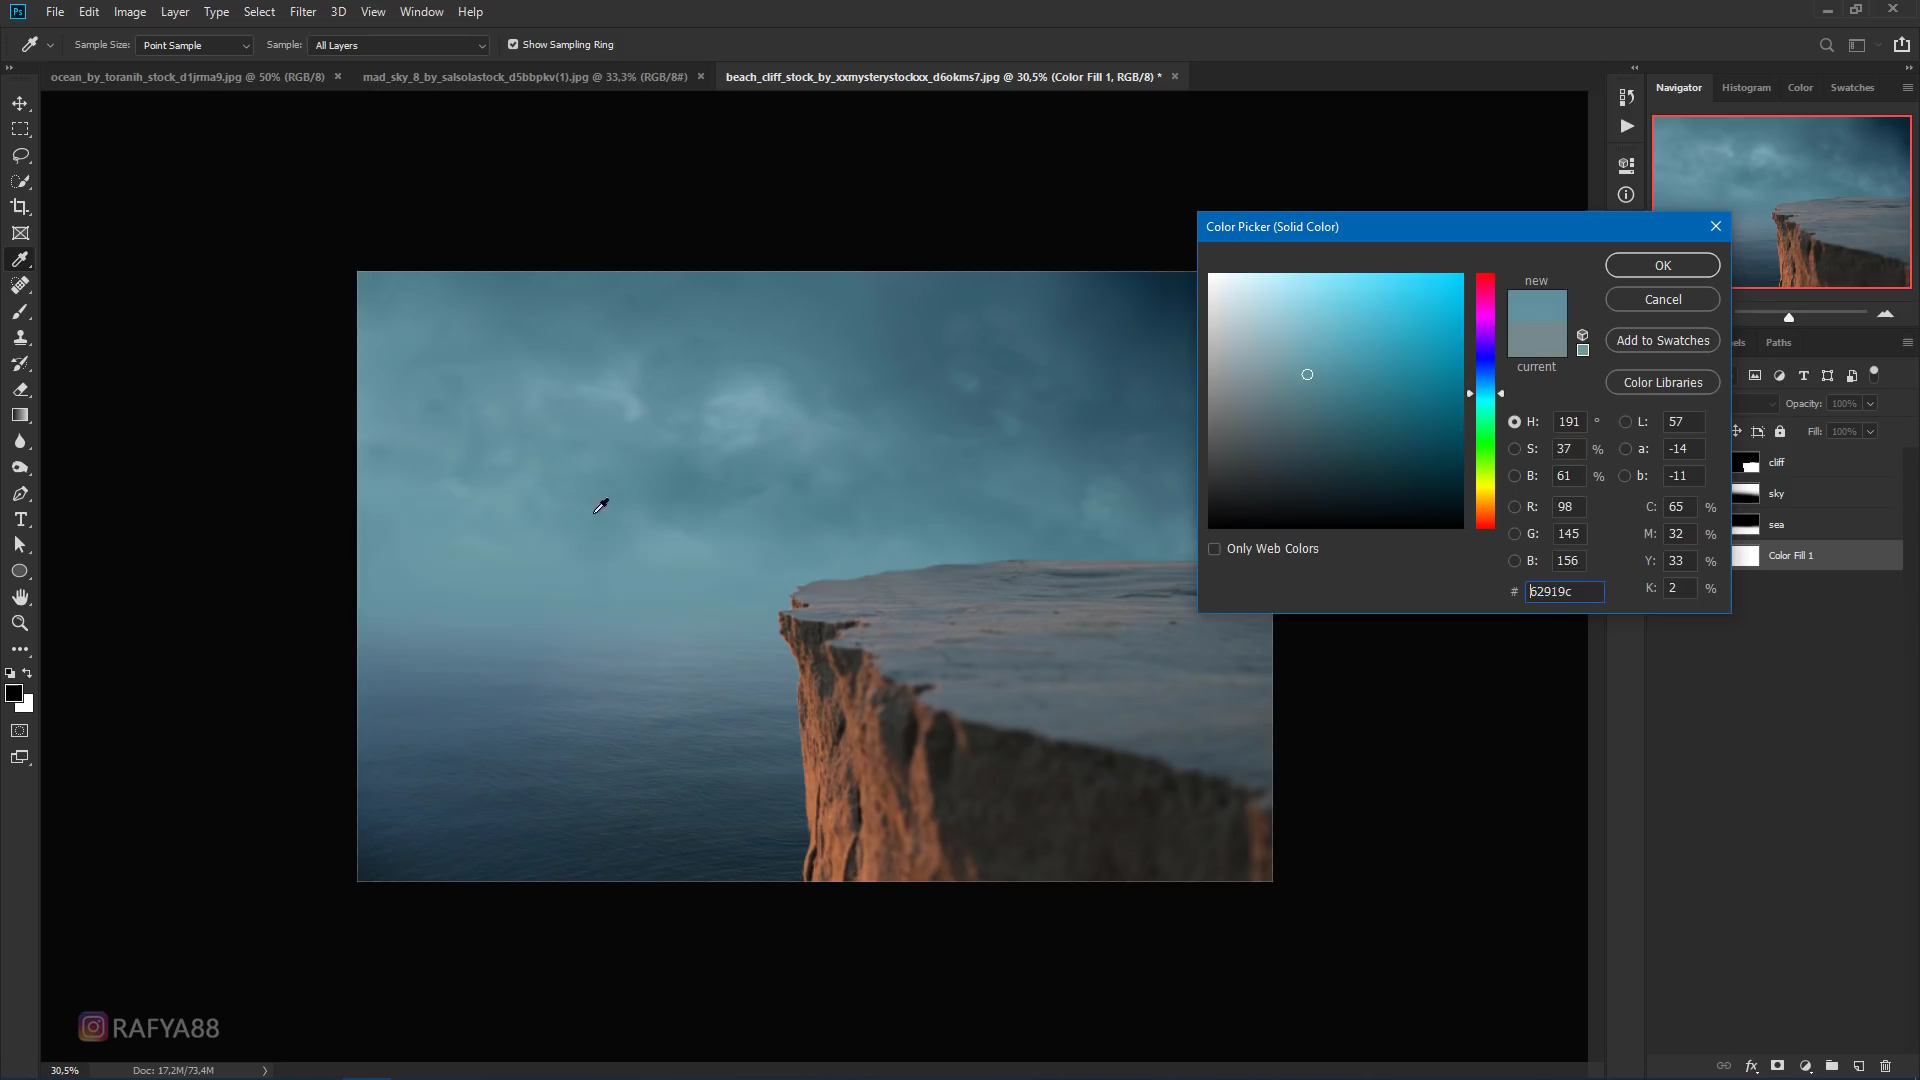 Ps File Edit Image Layer Type Select Filter 3D View Window Help
Sample Size: Point Sample Sample: All Layers Show Sampling Ring
ocean_by_toranih_stock_d1jrma9.jpg @ 50% (RGB/8) × mad_sky_8_by_salsolastock_d5bbpkv(1).jpg @ 33,3% (RGB/8#) × beach_cliff_stock_by_xxmysterystockxx_d6okms7.jpg @ 30,5% (Color Fill 1, RGB/8) * ×
Navigator Histogram Color Swatches
Color Picker (Solid Color)
new
current
OK
Cancel
Add to Swatches
Color Libraries
H: 191 ° L: 57
S: 37 % a: -14
B: 61 % b: -11
R: 98 C: 65 %
G: 145 M: 32 %
B: 156 Y: 33 %
# 62919c K: 2 %
Only Web Colors
nels Paths
Opacity: 100%
Fill: 100%
cliff
sky
sea
Color Fill 1
RAFYA88
30,5% Doc: 17,2M/73,4M